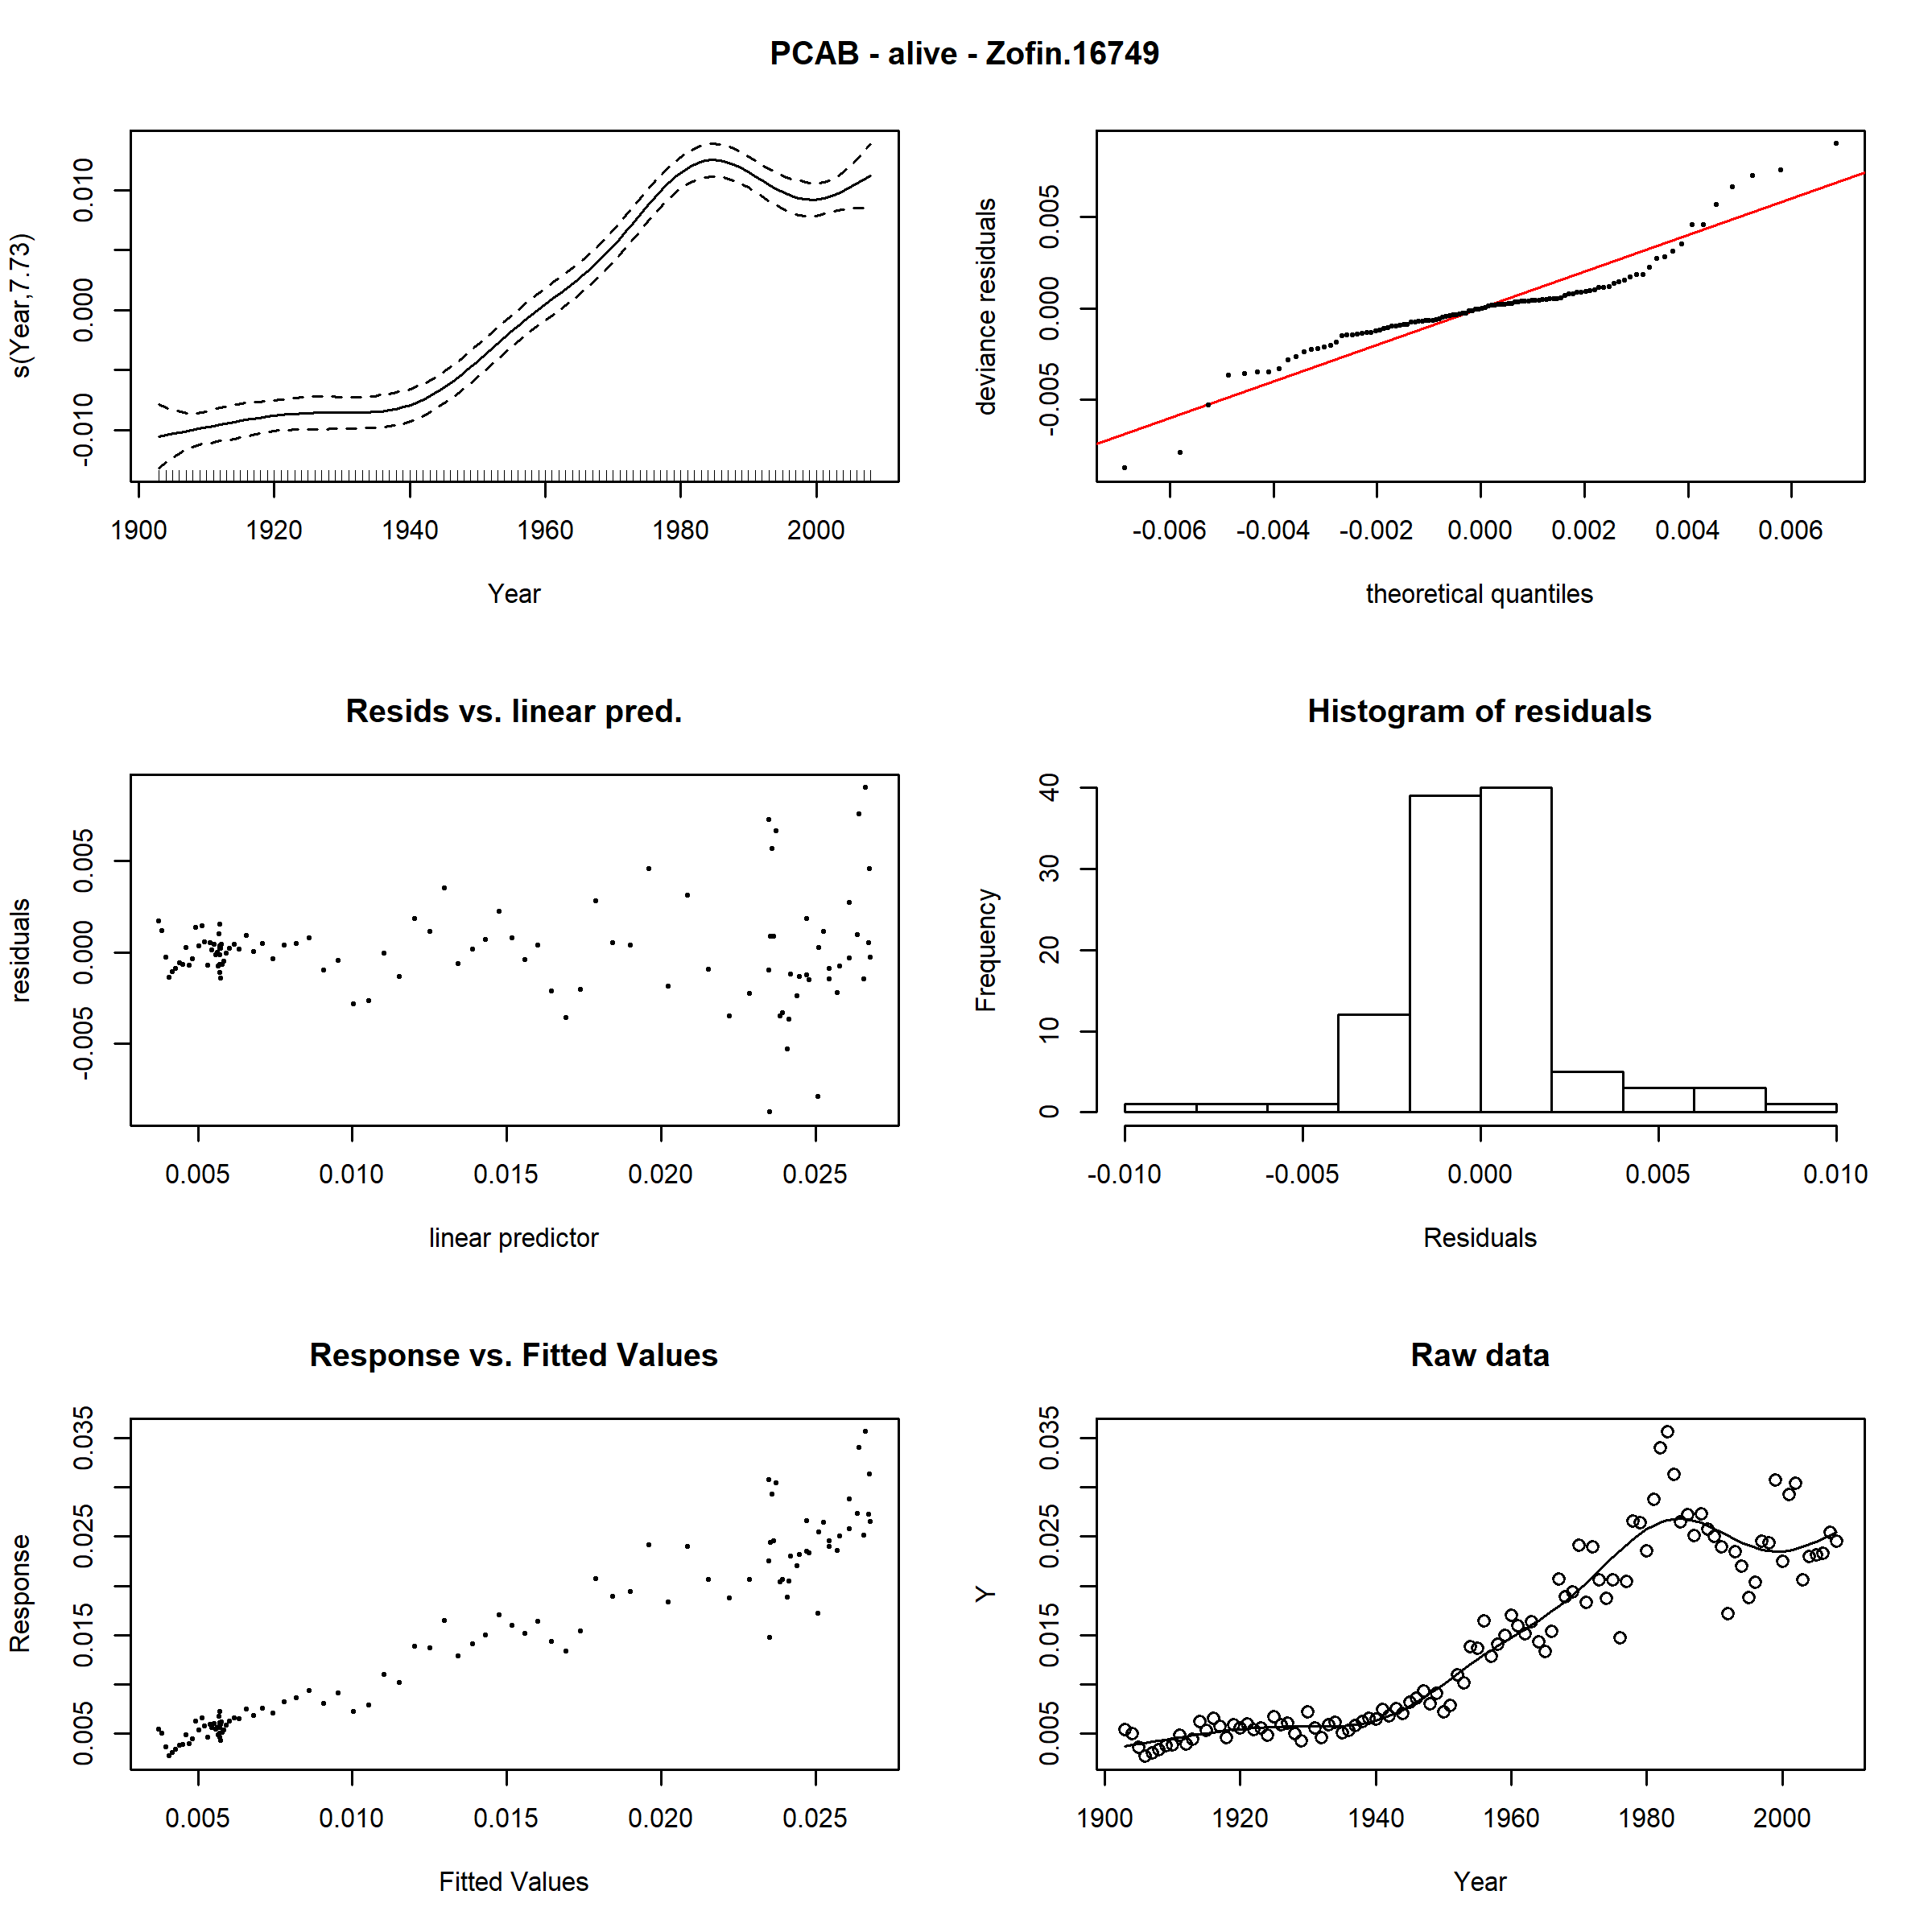 PCAB - alive - Zofin.16749
s(Year,7.73)
0.010
0.000
-0.010
1900 1920 1940 1960 1980 2000
Year
deviance residuals
0.005
0.000
-0.005
-0.006 -0.004 -0.002 0.000 0.002 0.004 0.006
theoretical quantiles
Resids vs. linear pred.
residuals
0.005
0.000
-0.005
0.005 0.010 0.015 0.020 0.025
linear predictor
Histogram of residuals
Frequency
40
30
20
10
0
-0.010 -0.005 0.000 0.005 0.010
Residuals
Response vs. Fitted Values
Response
0.035
0.025
0.015
0.005
0.005 0.010 0.015 0.020 0.025
Fitted Values
Raw data
Y
0.035
0.025
0.015
0.005
1900 1920 1940 1960 1980 2000
Year